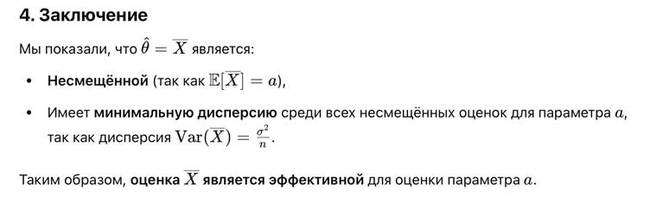 4. Заключение
Мы показали, что θ̂ = X̅ является:
• Несмещённой (так как 𝔼[X̅] = a),
• Имеет минимальную дисперсию среди всех несмещённых оценок для параметра a,
так как дисперсия Var(X̅) = σ²/n.
Таким образом, оценка X̅ является эффективной для оценки параметра a.